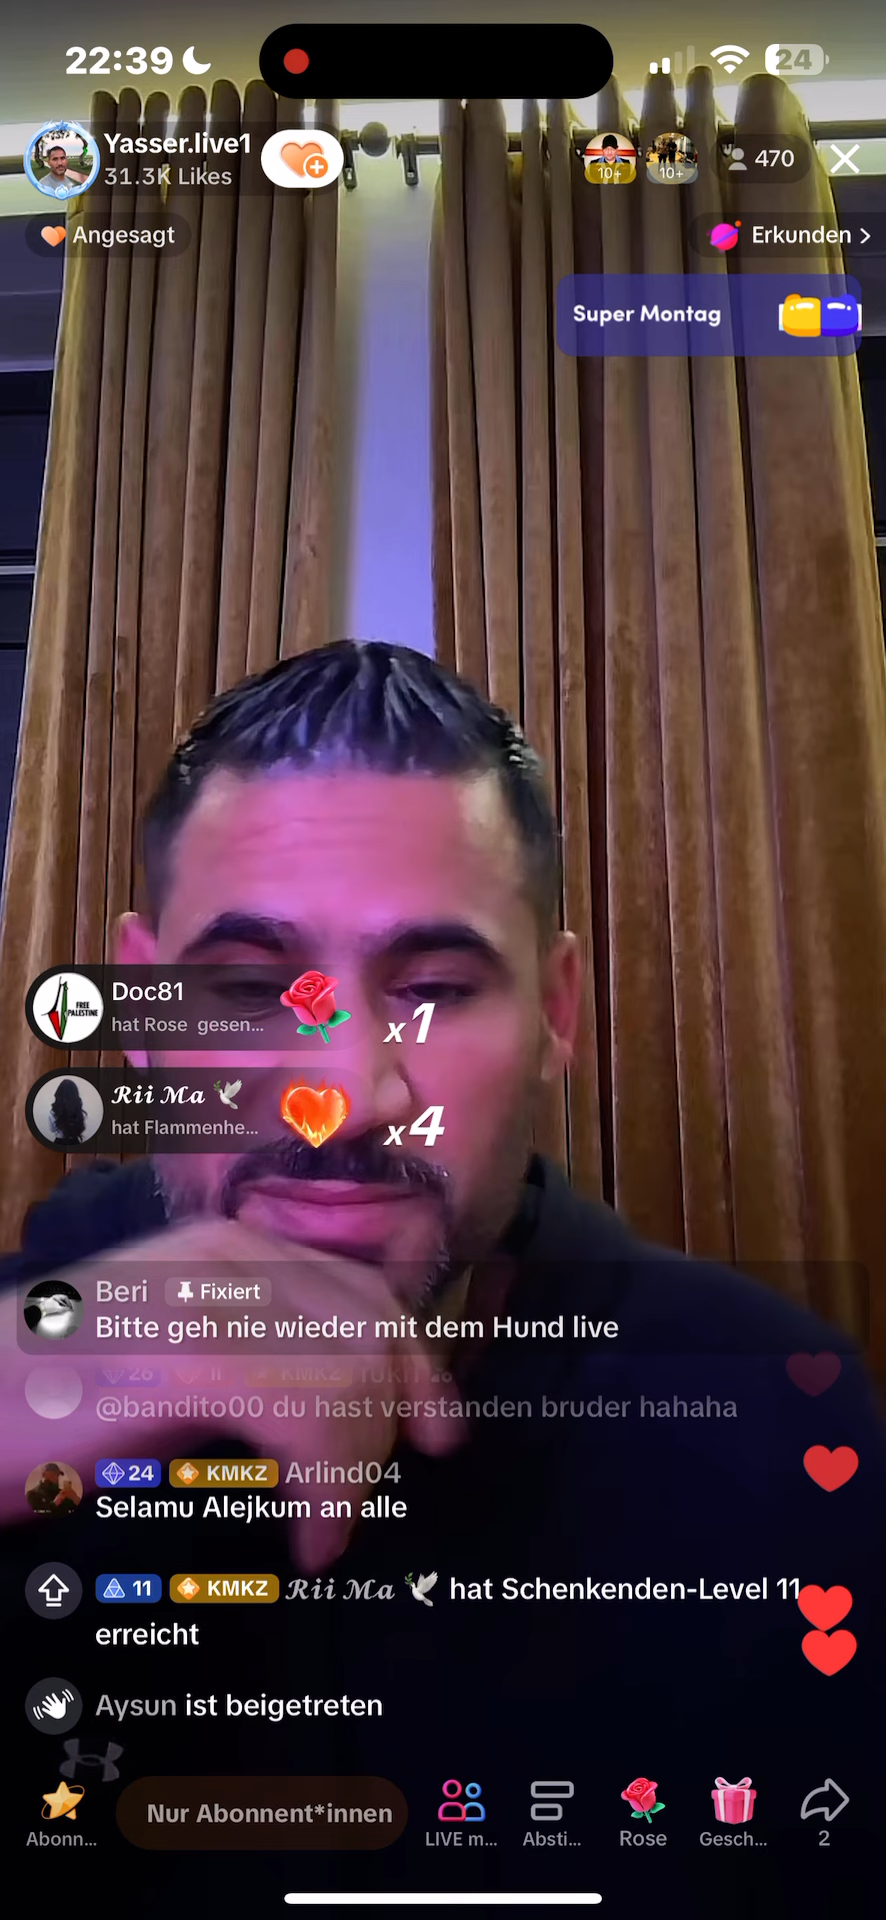 22:39
24
Yasser.live1
31.3K Likes
10+
10+
470
Angesagt
Erkunden >
Super Montag
Doc81
hat Rose gesen...
x1
FREE
PALESTINE
𝓡𝓲𝓲 𝓜𝓪 🕊️
hat Flammenhe...
x4
Beri Fixiert
Bitte geh nie wieder mit dem Hund live
26 11 KMKZ
@bandito00 du hast verstanden bruder hahaha
24 KMKZ Arlind04
Selamu Alejkum an alle
11 KMKZ 𝓡𝓲𝓲 𝓜𝓪 🕊️ hat Schenkenden-Level 11
erreicht
Aysun ist beigetreten
Nur Abonnent*innen
Abonn...
LIVE m...
Absti...
Rose
Gesch...
2